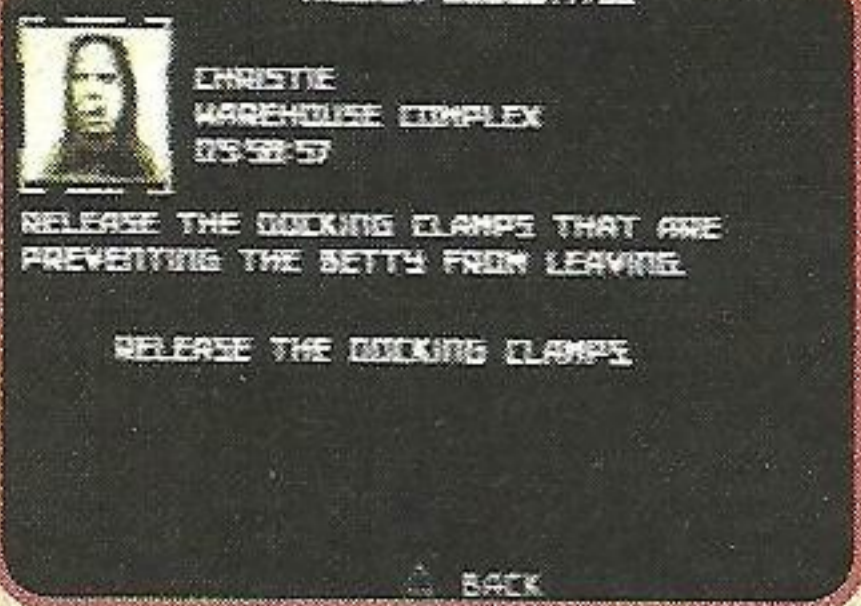 CHRISTIE
WAREHOUSE COMPLEX
05:58:57
RELEASE THE DOCKING CLAMPS THAT ARE
PREVENTING THE BETTY FROM LEAVING.
RELEASE THE DOCKING CLAMPS.
BACK